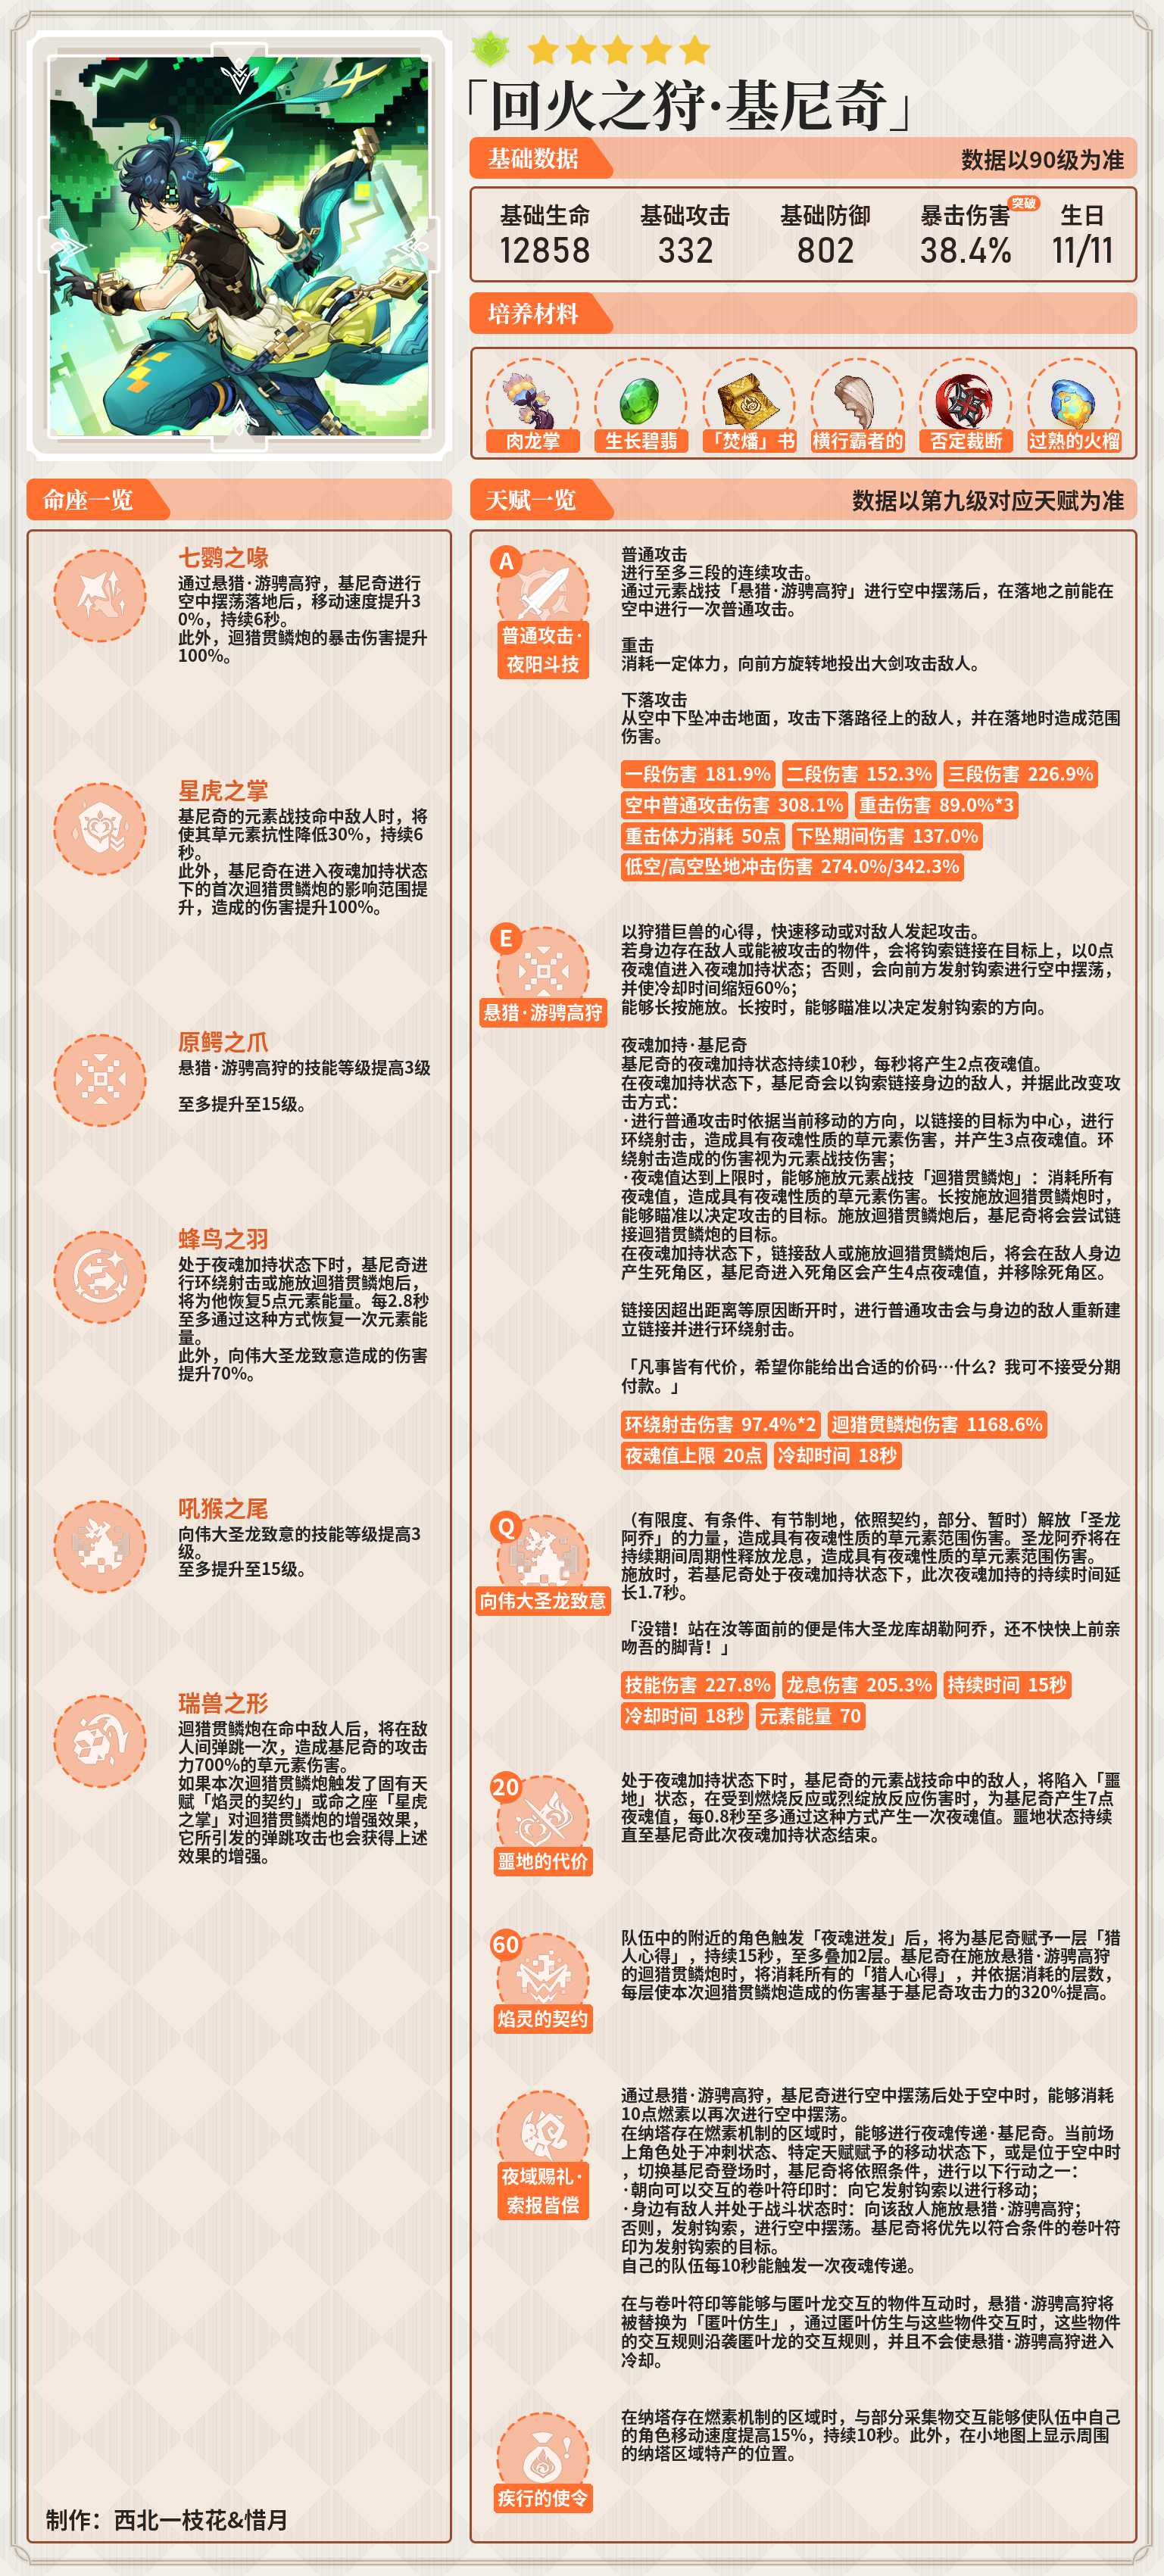 「回火之狩·基尼奇」
基础数据
数据以90级为准
基础生命
12858
基础攻击
332
基础防御
802
暴击伤害
突破
38.4%
生日
11/11
培养材料
肉龙掌
生长碧翡
「焚燔」书
横行霸者的
否定裁断
过熟的火榴
命座一览
七鹦之喙
通过悬猎·游骋高狩，基尼奇进行
空中摆荡落地后，移动速度提升3
0%，持续6秒。
此外，迴猎贯鳞炮的暴击伤害提升
100%。
星虎之掌
基尼奇的元素战技命中敌人时，将
使其草元素抗性降低30%，持续6
秒。
此外，基尼奇在进入夜魂加持状态
下的首次迴猎贯鳞炮的影响范围提
升，造成的伤害提升100%。
原鳄之爪
悬猎·游骋高狩的技能等级提高3级
至多提升至15级。
蜂鸟之羽
处于夜魂加持状态下时，基尼奇进
行环绕射击或施放迴猎贯鳞炮后，
将为他恢复5点元素能量。每2.8秒
至多通过这种方式恢复一次元素能
量。
此外，向伟大圣龙致意造成的伤害
提升70%。
吼猴之尾
向伟大圣龙致意的技能等级提高3
级。
至多提升至15级。
瑞兽之形
迴猎贯鳞炮在命中敌人后，将在敌
人间弹跳一次，造成基尼奇的攻击
力700%的草元素伤害。
如果本次迴猎贯鳞炮触发了固有天
赋「焰灵的契约」或命之座「星虎
之掌」对迴猎贯鳞炮的增强效果，
它所引发的弹跳攻击也会获得上述
效果的增强。
制作：西北一枝花&惜月
天赋一览
数据以第九级对应天赋为准
A
普通攻击·
夜阳斗技
普通攻击
进行至多三段的连续攻击。
通过元素战技「悬猎·游骋高狩」进行空中摆荡后，在落地之前能在
空中进行一次普通攻击。
重击
消耗一定体力，向前方旋转地投出大剑攻击敌人。
下落攻击
从空中下坠冲击地面，攻击下落路径上的敌人，并在落地时造成范围
伤害。
一段伤害 181.9% 二段伤害 152.3% 三段伤害 226.9%
空中普通攻击伤害 308.1% 重击伤害 89.0%*3
重击体力消耗 50点 下坠期间伤害 137.0%
低空/高空坠地冲击伤害 274.0%/342.3%
E
悬猎·游骋高狩
以狩猎巨兽的心得，快速移动或对敌人发起攻击。
若身边存在敌人或能被攻击的物件，会将钩索链接在目标上，以0点
夜魂值进入夜魂加持状态；否则，会向前方发射钩索进行空中摆荡，
并使冷却时间缩短60%；
能够长按施放。长按时，能够瞄准以决定发射钩索的方向。
夜魂加持·基尼奇
基尼奇的夜魂加持状态持续10秒，每秒将产生2点夜魂值。
在夜魂加持状态下，基尼奇会以钩索链接身边的敌人，并据此改变攻
击方式：
·进行普通攻击时依据当前移动的方向，以链接的目标为中心，进行
环绕射击，造成具有夜魂性质的草元素伤害，并产生3点夜魂值。环
绕射击造成的伤害视为元素战技伤害；
·夜魂值达到上限时，能够施放元素战技「迴猎贯鳞炮」：消耗所有
夜魂值，造成具有夜魂性质的草元素伤害。长按施放迴猎贯鳞炮时，
能够瞄准以决定攻击的目标。施放迴猎贯鳞炮后，基尼奇将会尝试链
接迴猎贯鳞炮的目标。
在夜魂加持状态下，链接敌人或施放迴猎贯鳞炮后，将会在敌人身边
产生死角区，基尼奇进入死角区会产生4点夜魂值，并移除死角区。
链接因超出距离等原因断开时，进行普通攻击会与身边的敌人重新建
立链接并进行环绕射击。
「凡事皆有代价，希望你能给出合适的价码…什么？我可不接受分期
付款。」
环绕射击伤害 97.4%*2 迴猎贯鳞炮伤害 1168.6%
夜魂值上限 20点 冷却时间 18秒
Q
向伟大圣龙致意
（有限度、有条件、有节制地，依照契约，部分、暂时）解放「圣龙
阿乔」的力量，造成具有夜魂性质的草元素范围伤害。圣龙阿乔将在
持续期间周期性释放龙息，造成具有夜魂性质的草元素范围伤害。
施放时，若基尼奇处于夜魂加持状态下，此次夜魂加持的持续时间延
长1.7秒。
「没错！站在汝等面前的便是伟大圣龙库胡勒阿乔，还不快快上前亲
吻吾的脚背！」
技能伤害 227.8% 龙息伤害 205.3% 持续时间 15秒
冷却时间 18秒 元素能量 70
20
噩地的代价
处于夜魂加持状态下时，基尼奇的元素战技命中的敌人，将陷入「噩
地」状态，在受到燃烧反应或烈绽放反应伤害时，为基尼奇产生7点
夜魂值，每0.8秒至多通过这种方式产生一次夜魂值。噩地状态持续
直至基尼奇此次夜魂加持状态结束。
60
焰灵的契约
队伍中的附近的角色触发「夜魂迸发」后，将为基尼奇赋予一层「猎
人心得」，持续15秒，至多叠加2层。基尼奇在施放悬猎·游骋高狩
的迴猎贯鳞炮时，将消耗所有的「猎人心得」，并依据消耗的层数，
每层使本次迴猎贯鳞炮造成的伤害基于基尼奇攻击力的320%提高。
夜域赐礼·
索报皆偿
通过悬猎·游骋高狩，基尼奇进行空中摆荡后处于空中时，能够消耗
10点燃素以再次进行空中摆荡。
在纳塔存在燃素机制的区域时，能够进行夜魂传递·基尼奇。当前场
上角色处于冲刺状态、特定天赋赋予的移动状态下，或是位于空中时
，切换基尼奇登场时，基尼奇将依照条件，进行以下行动之一：
·朝向可以交互的卷叶符印时：向它发射钩索以进行移动；
·身边有敌人并处于战斗状态时：向该敌人施放悬猎·游骋高狩；
否则，发射钩索，进行空中摆荡。基尼奇将优先以符合条件的卷叶符
印为发射钩索的目标。
自己的队伍每10秒能触发一次夜魂传递。
在与卷叶符印等能够与匿叶龙交互的物件互动时，悬猎·游骋高狩将
被替换为「匿叶仿生」，通过匿叶仿生与这些物件交互时，这些物件
的交互规则沿袭匿叶龙的交互规则，并且不会使悬猎·游骋高狩进入
冷却。
疾行的使令
在纳塔存在燃素机制的区域时，与部分采集物交互能够使队伍中自己
的角色移动速度提高15%，持续10秒。此外，在小地图上显示周围
的纳塔区域特产的位置。